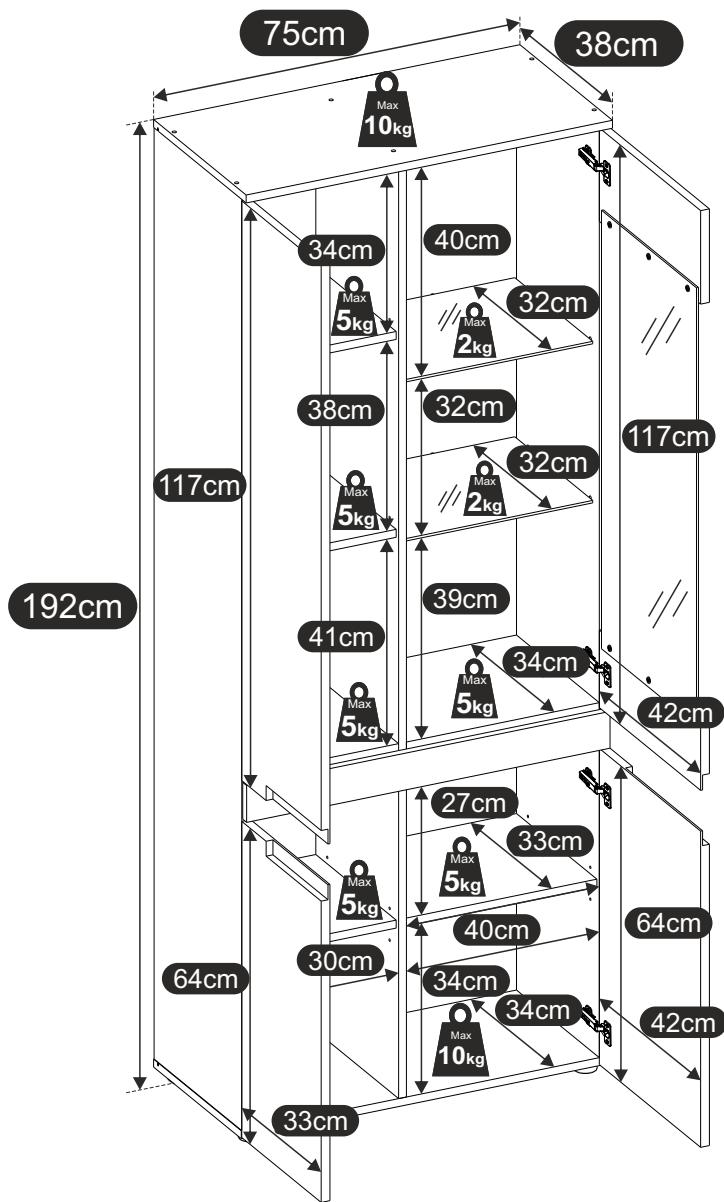 75cm
38cm
Max
10kg
34cm
40cm
Max
5kg
32cm
Max
2kg
38cm
32cm
117cm
117cm
32cm
Max
5kg
Max
2kg
192cm
39cm
41cm
34cm
Max
5kg
Max
5kg
42cm
27cm
33cm
Max
5kg
Max
5kg
64cm
40cm
30cm
64cm
34cm
34cm
42cm
Max
10kg
33cm